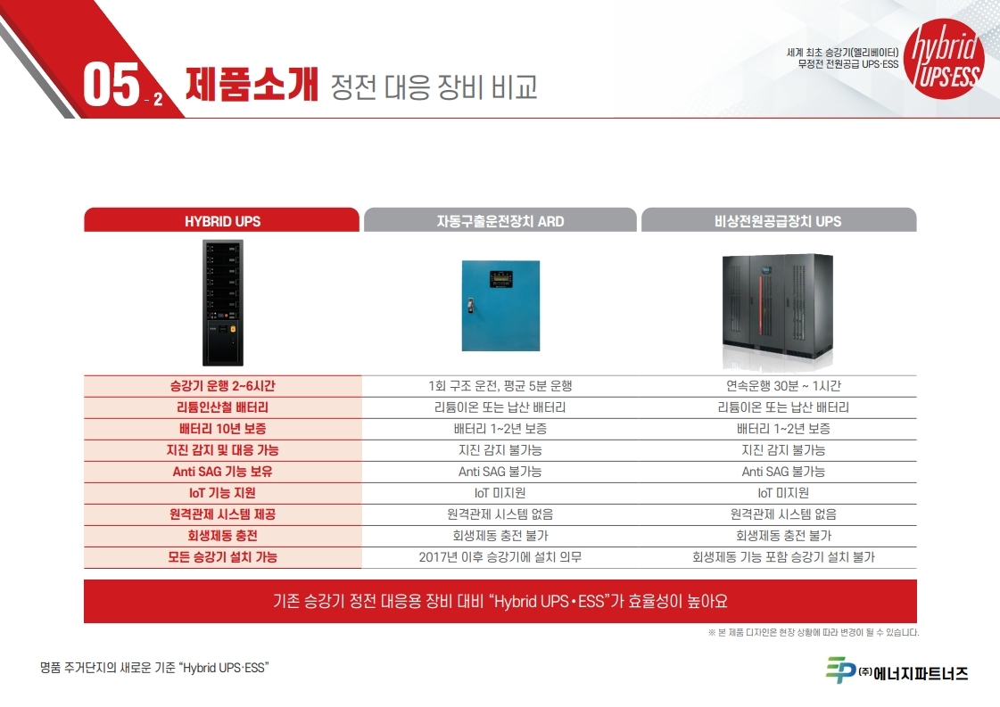 05 - 2 제품소개 정전 대응 장비 비교
세계 최초 승강기(엘리베이터)
무정전 전원공급 UPS·ESS
hybrid
UPS·ESS
HYBRID UPS 자동구출운전장치 ARD 비상전원공급장치 UPS
승강기 운행 2~6시간 1회 구조 운전, 평균 5분 운행 연속운행 30분 ~ 1시간
리튬인산철 배터리 리튬이온 또는 납산 배터리 리튬이온 또는 납산 배터리
배터리 10년 보증 배터리 1~2년 보증 배터리 1~2년 보증
지진 감지 및 대응 가능 지진 감지 불가능 지진 감지 불가능
Anti SAG 기능 보유 Anti SAG 불가능 Anti SAG 불가능
IoT 기능 지원 IoT 미지원 IoT 미지원
원격관제 시스템 제공 원격관제 시스템 없음 원격관제 시스템 없음
회생제동 충전 회생제동 충전 불가 회생제동 충전 불가
모든 승강기 설치 가능 2017년 이후 승강기에 설치 의무 회생제동 기능 포함 승강기 설치 불가
기존 승강기 정전 대응용 장비 대비 “Hybrid UPS•ESS”가 효율성이 높아요
※ 본 제품 디자인은 현장 상황에 따라 변경이 될 수 있습니다.
명품 주거단지의 새로운 기준 “Hybrid UPS·ESS”
EP (주)에너지파트너즈